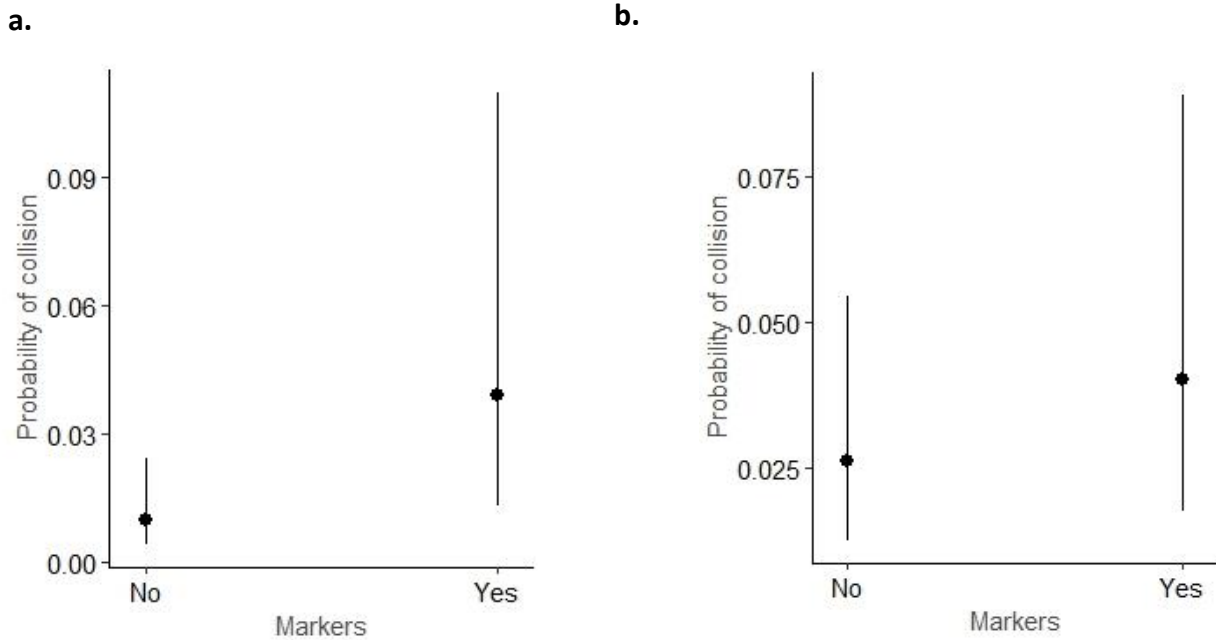 a.
Probability of collision
0.09
0.06
0.03
0.00
No
Yes
Markers
b.
Probability of collision
0.075
0.050
0.025
No
Yes
Markers